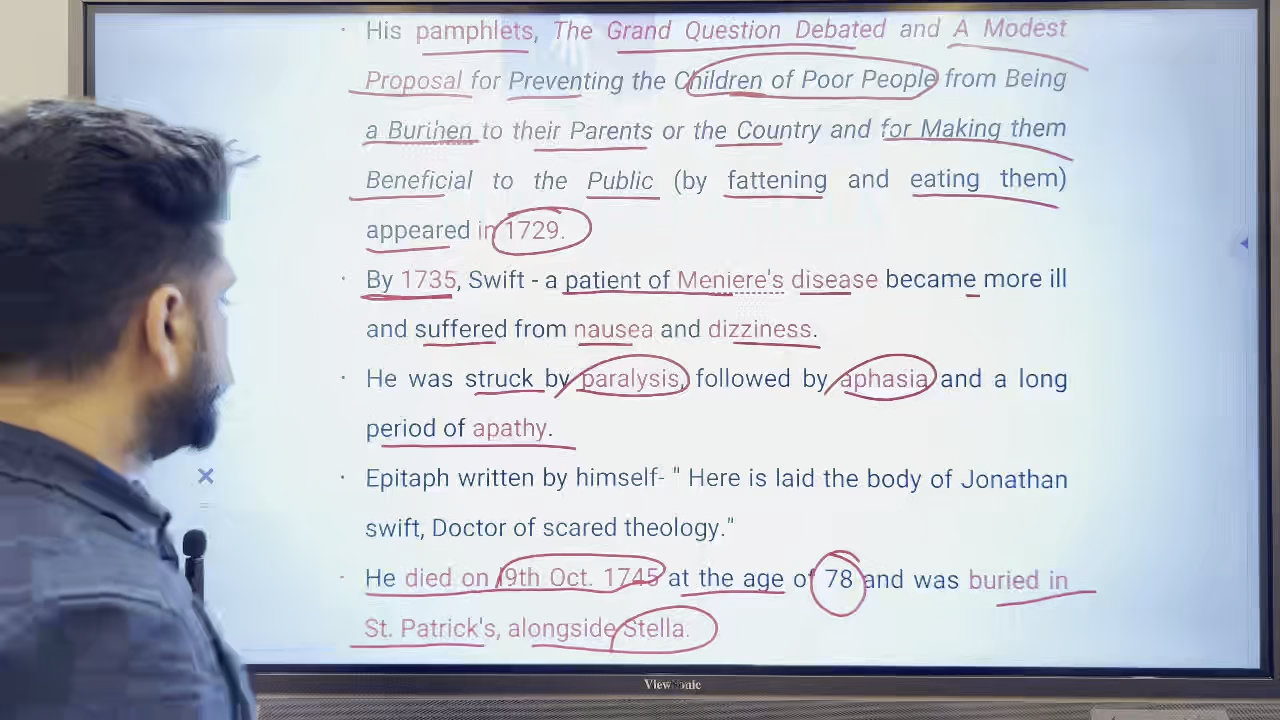 · His pamphlets, The Grand Question Debated and A Modest
Proposal for Preventing the Children of Poor People from Being
a Burthen to their Parents or the Country and for Making them
Beneficial to the Public (by fattening and eating them)
appeared in 1729.
· By 1735, Swift - a patient of Meniere's disease became more ill
and suffered from nausea and dizziness.
· He was struck by paralysis, followed by aphasia and a long
period of apathy.
· Epitaph written by himself- " Here is laid the body of Jonathan
swift, Doctor of scared theology."
· He died on 19th Oct. 1745 at the age of 78 and was buried in
St. Patrick's, alongside Stella.
ViewSonic